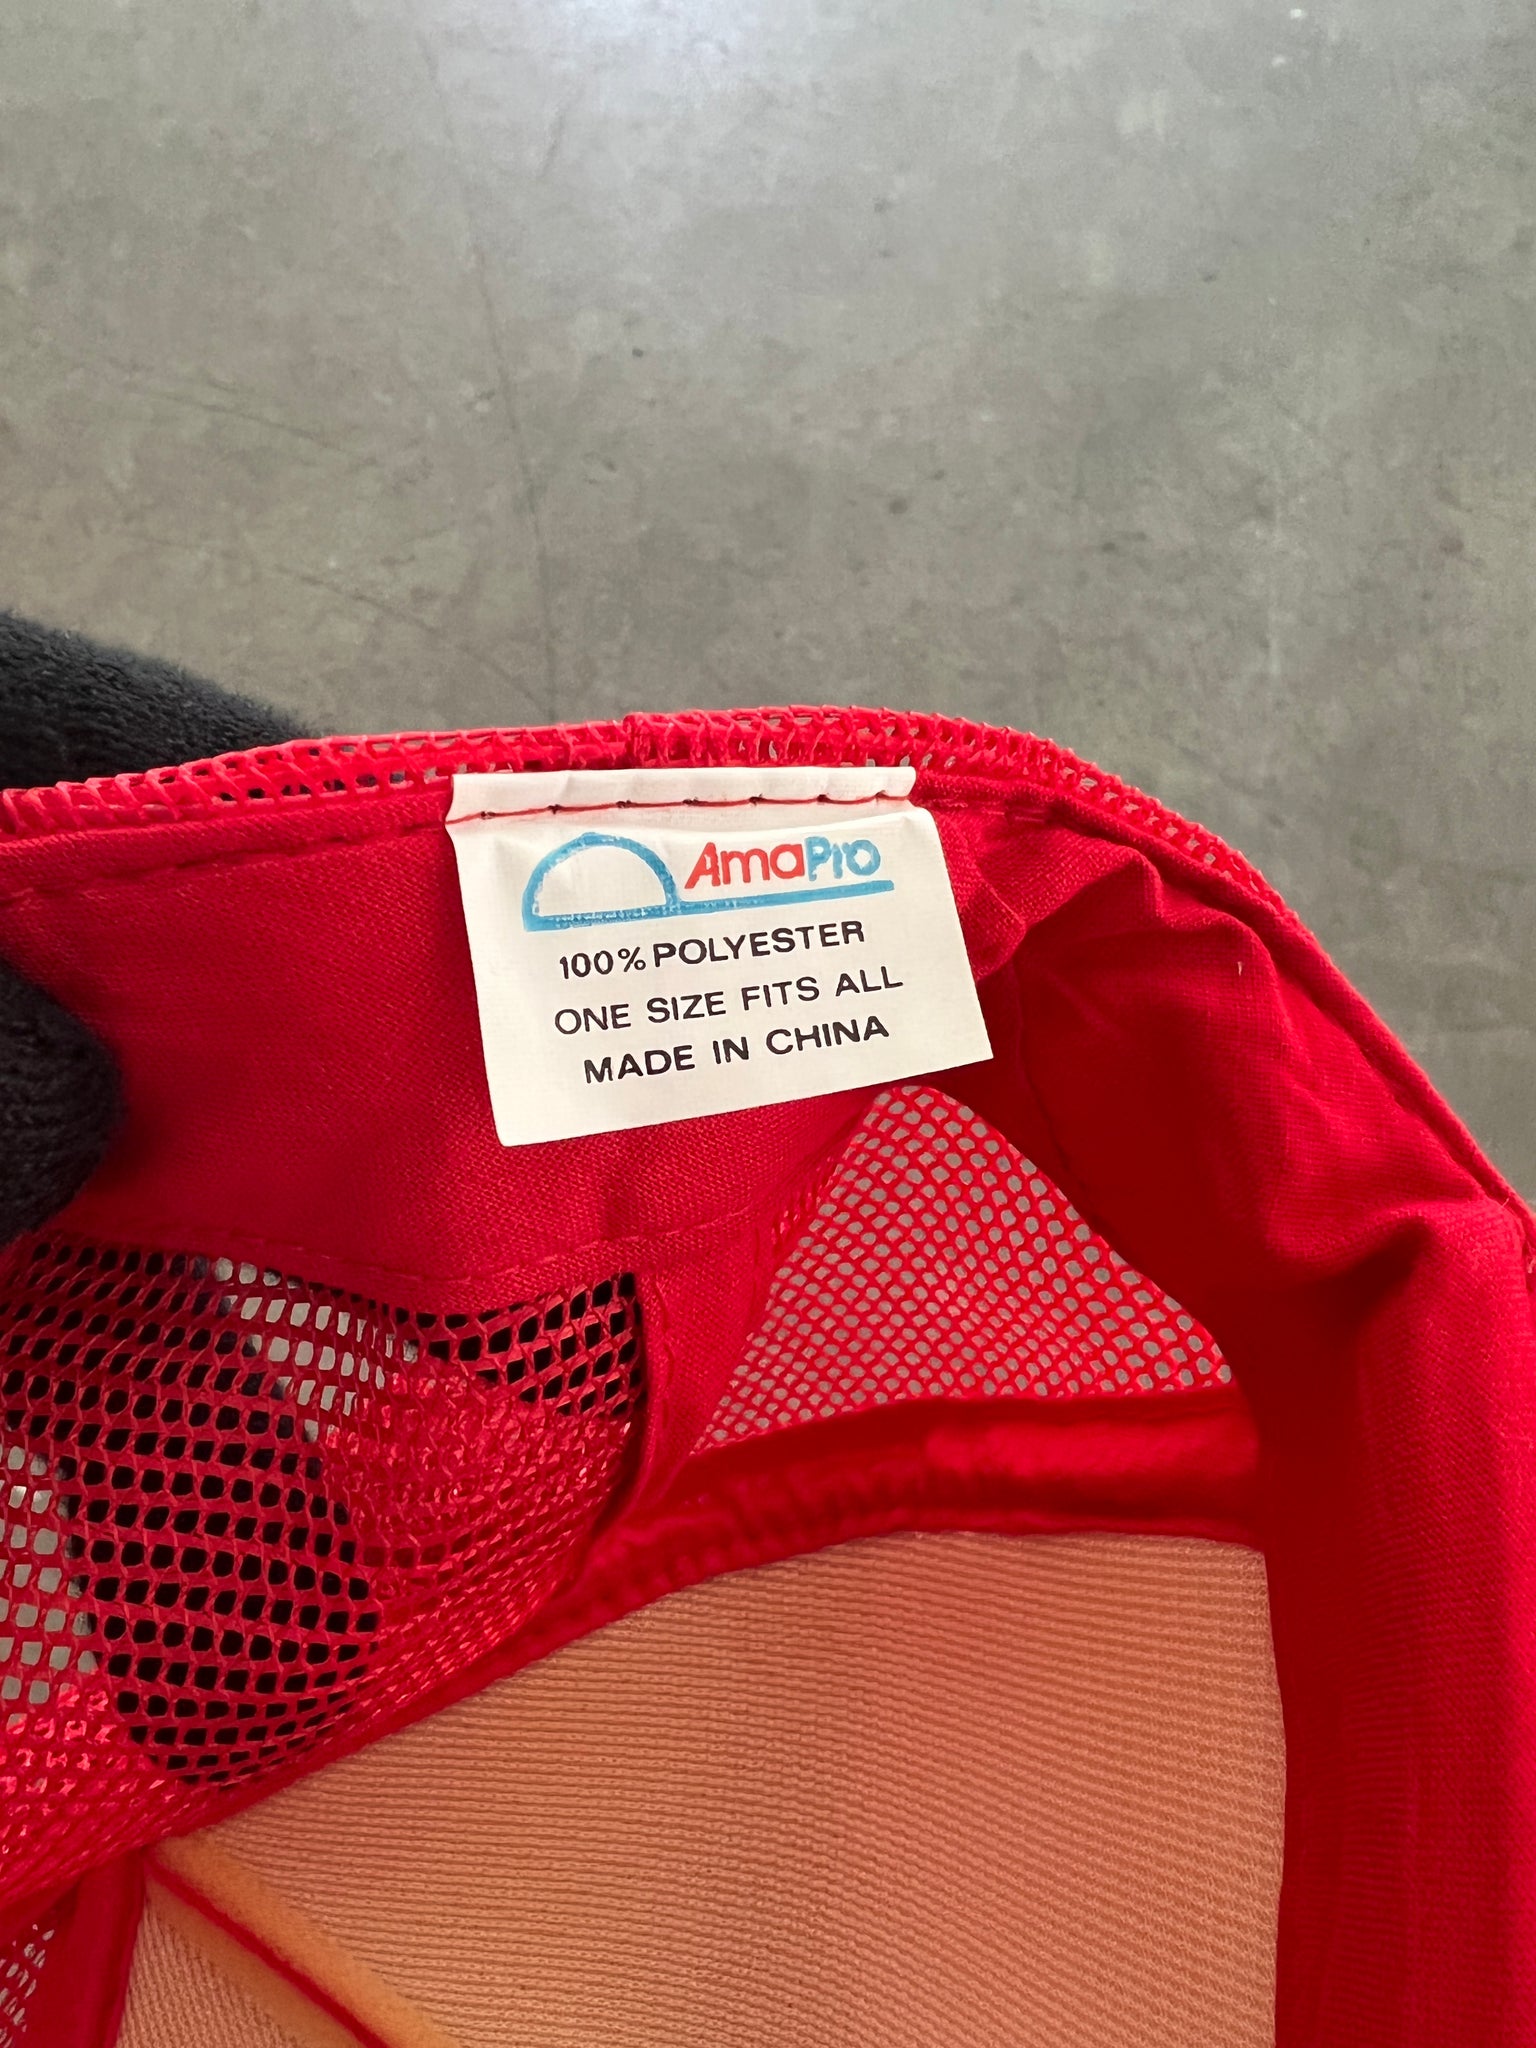 AmaPro
100% POLYESTER
ONE SIZE FITS ALL
MADE IN CHINA